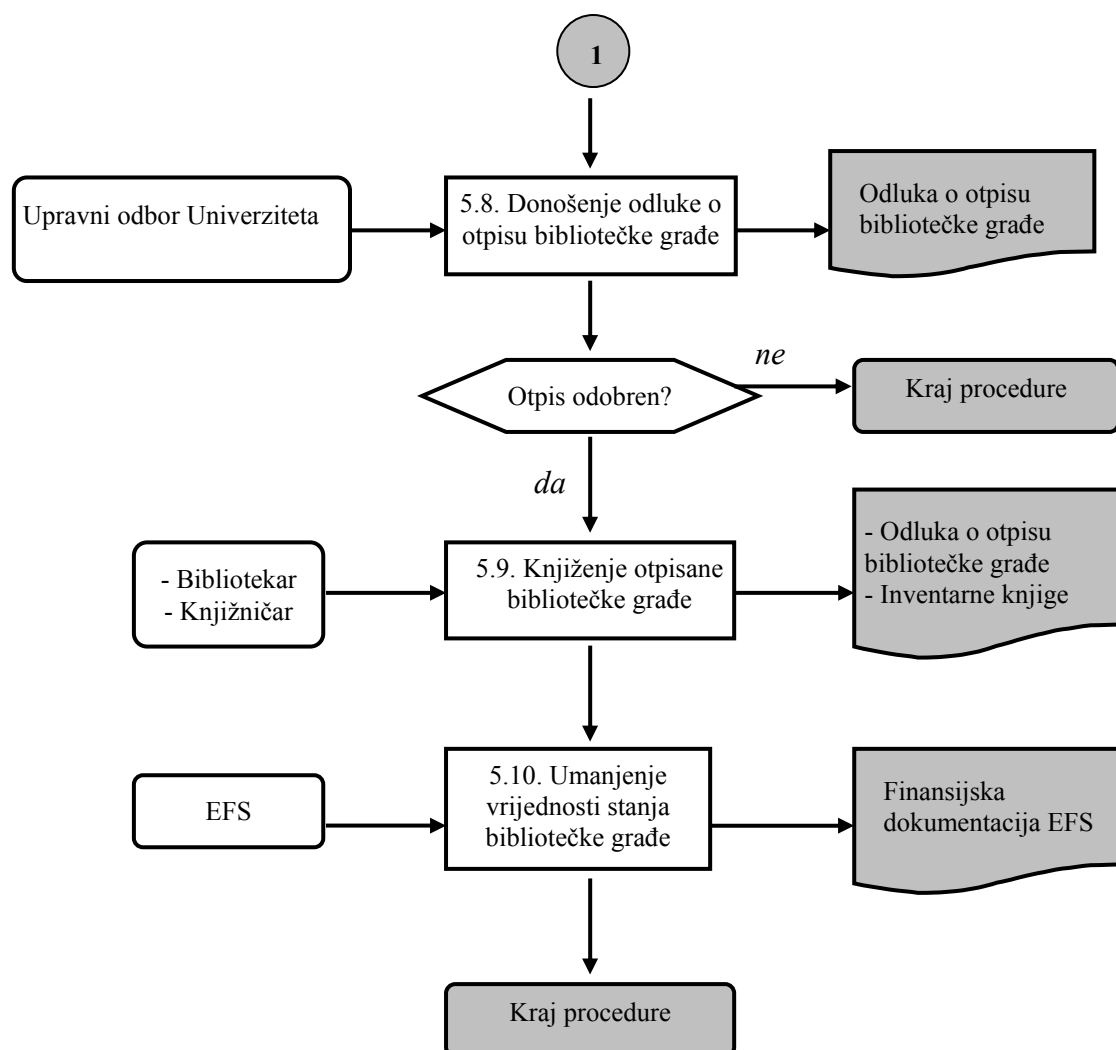 1
Upravni odbor Univerziteta
5.8. Donošenje odluke o
otpisu bibliotečke građe
Odluka o otpisu
bibliotečke građe
Otpis odobren?
ne
Kraj procedure
da
- Bibliotekar
- Knjižničar
5.9. Knjiženje otpisane
bibliotečke građe
- Odluka o otpisu
bibliotečke građe
- Inventarne knjige
EFS
5.10. Umanjenje
vrijednosti stanja
bibliotečke građe
Finansijska
dokumentacija EFS
Kraj procedure